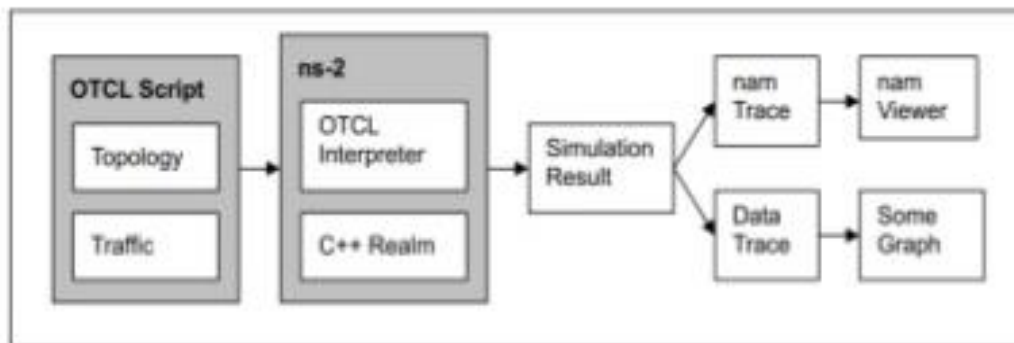 OTCL Script
Topology
Traffic
ns-2
OTCL
Interpreter
C++ Realm
Simulation
Result
nam
Trace
nam
Viewer
Data
Trace
Some
Graph